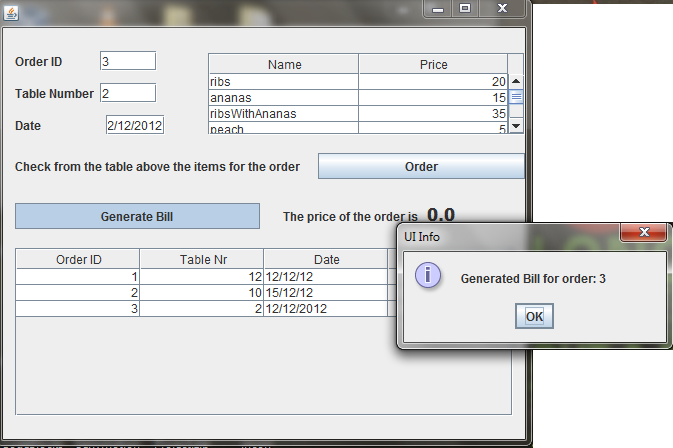 Order ID 3
Table Number 2
Date 2/12/2012
Name Price
ribs 20
ananas 15
ribsWithAnanas 35
peach 5
Check from the table above the items for the order Order
Generate Bill The price of the order is 0.0
Order ID Table Nr Date
1 12 12/12/12
2 10 15/12/12
3 2 12/12/2012
UI Info
Generated Bill for order: 3
OK